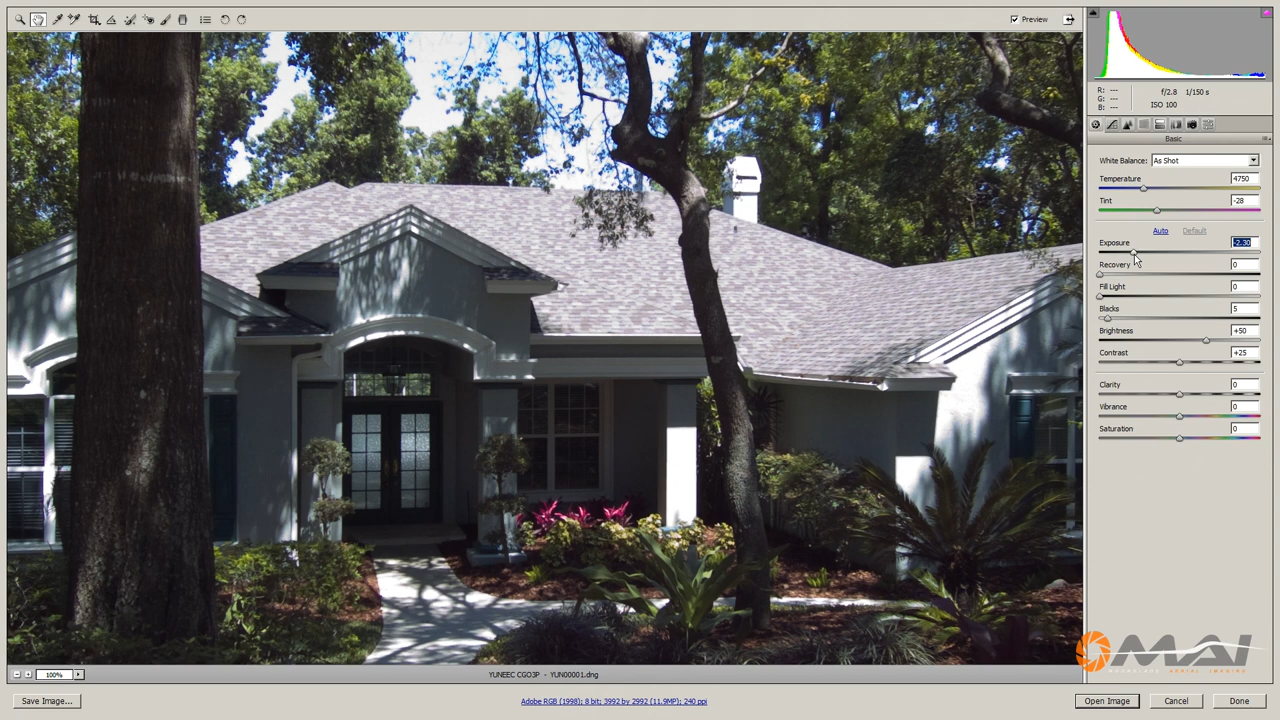 Preview
R: ---
G: ---
B: ---
f/2.8 1/150 s
ISO 100
Basic
White Balance: As Shot
Temperature 4750
Tint -28
Auto Default
Exposure -2.30
Recovery 0
Fill Light 0
Blacks 5
Brightness +50
Contrast +25
Clarity 0
Vibrance 0
Saturation 0
OMAI
AERIAL IMAGING
100%
YUNEEC CGO3P - YUN00001.dng
Save Image...
Adobe RGB (1998); 8 bit; 3992 by 2992 (11.9MP); 240 ppi
Open Image
Cancel
Done